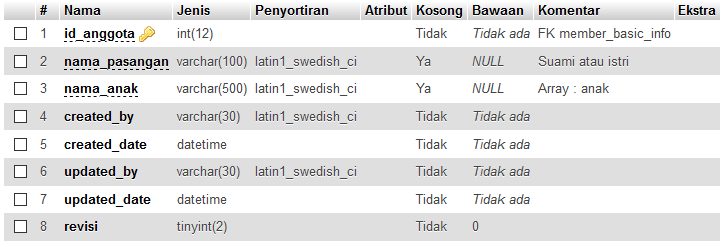 # Nama Jenis Penyortiran Atribut Kosong Bawaan Komentar Ekstra
1 id_anggota int(12) Tidak Tidak ada FK member_basic_info
2 nama_pasangan varchar(100) latin1_swedish_ci Ya NULL Suami atau istri
3 nama_anak varchar(500) latin1_swedish_ci Ya NULL Array : anak
4 created_by varchar(30) latin1_swedish_ci Tidak Tidak ada
5 created_date datetime Tidak Tidak ada
6 updated_by varchar(30) latin1_swedish_ci Tidak Tidak ada
7 updated_date datetime Tidak Tidak ada
8 revisi tinyint(2) Tidak 0